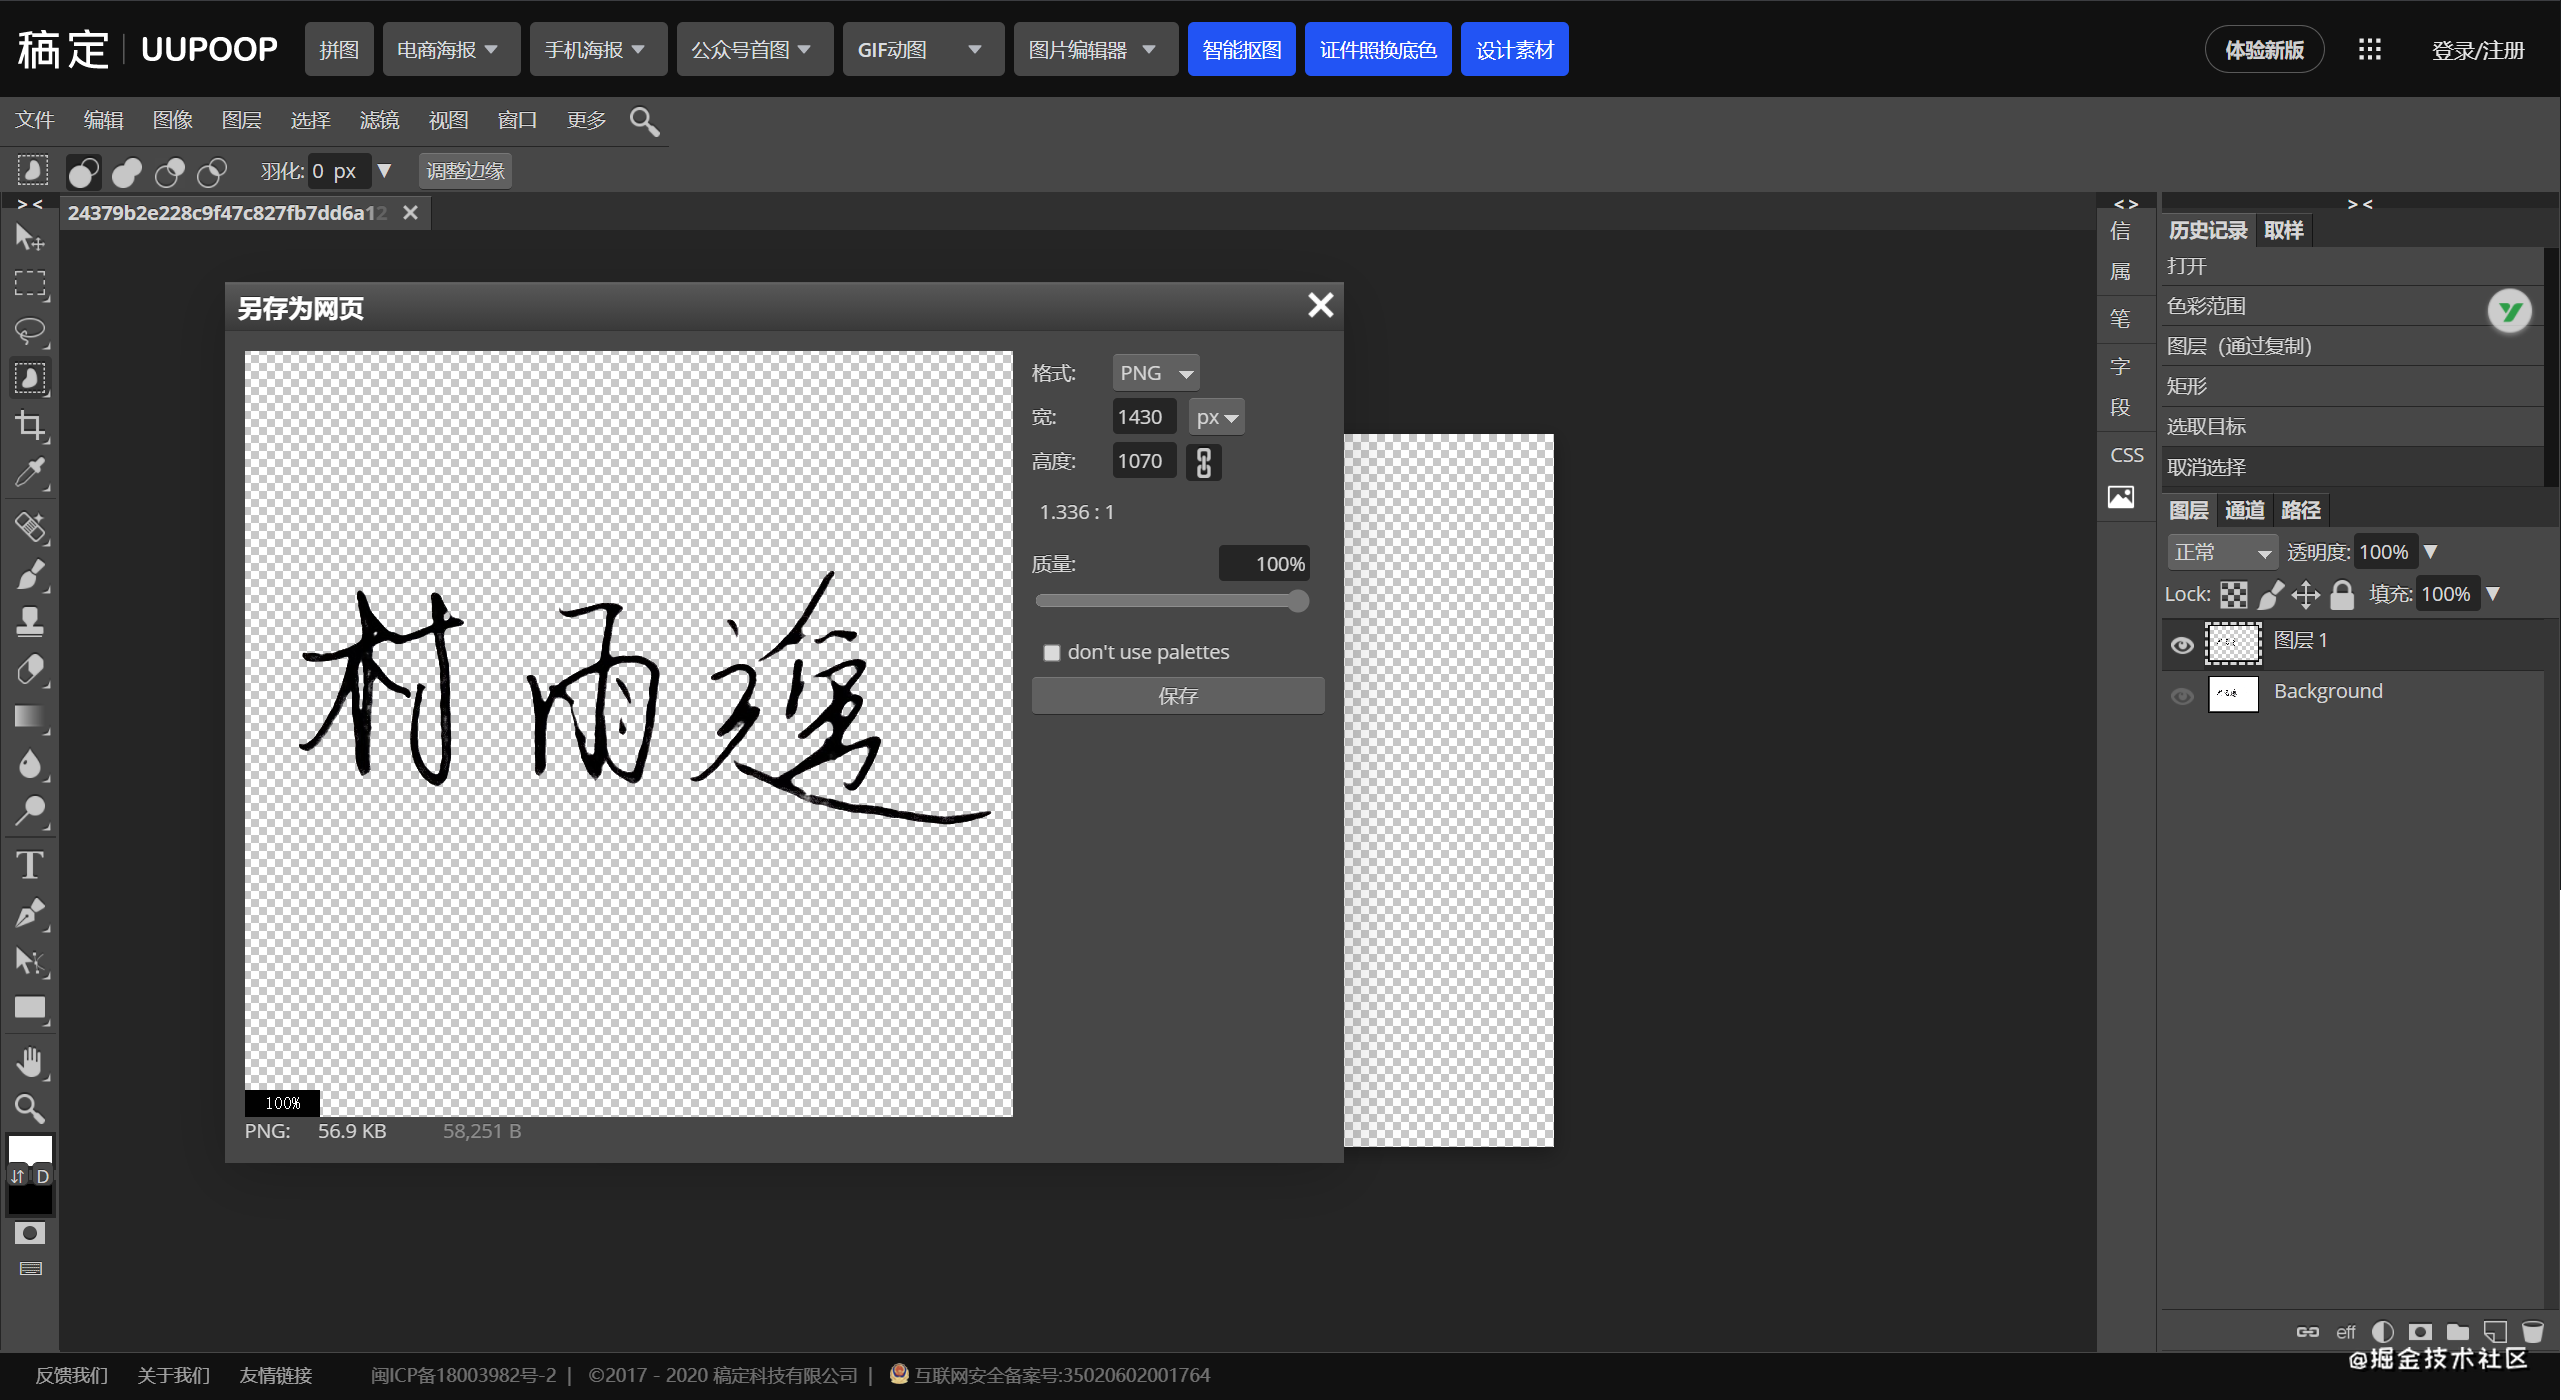 稿定 UUPOOP 拼图 电商海报 手机海报 公众号首图 GIF动图 图片编辑器 智能抠图 证件照换底色 设计素材 体验新版 登录/注册
文件 编辑 图像 图层 选择 滤镜 视图 窗口 更多
羽化: 0 px 调整边缘
24379b2e228c9f47c827fb7dd6a12
另存为网页
格式: PNG
宽: 1430 px
高度: 1070
1.336 : 1
质量: 100%
don't use palettes
保存
村雨遥
100%
PNG: 56.9 KB 58,251 B
T
D
> <
< >
信
属
笔
字
段
CSS
> <
历史记录 取样
打开
色彩范围
图层（通过复制）
矩形
选取目标
取消选择
图层 通道 路径
正常 透明度: 100%
Lock: 填充: 100%
图层 1
Background
eff
@掘金技术社区
反馈我们 关于我们 友情链接 闽ICP备18003982号-2 | ©2017 - 2020 稿定科技有限公司 | 互联网安全备案号:35020602001764